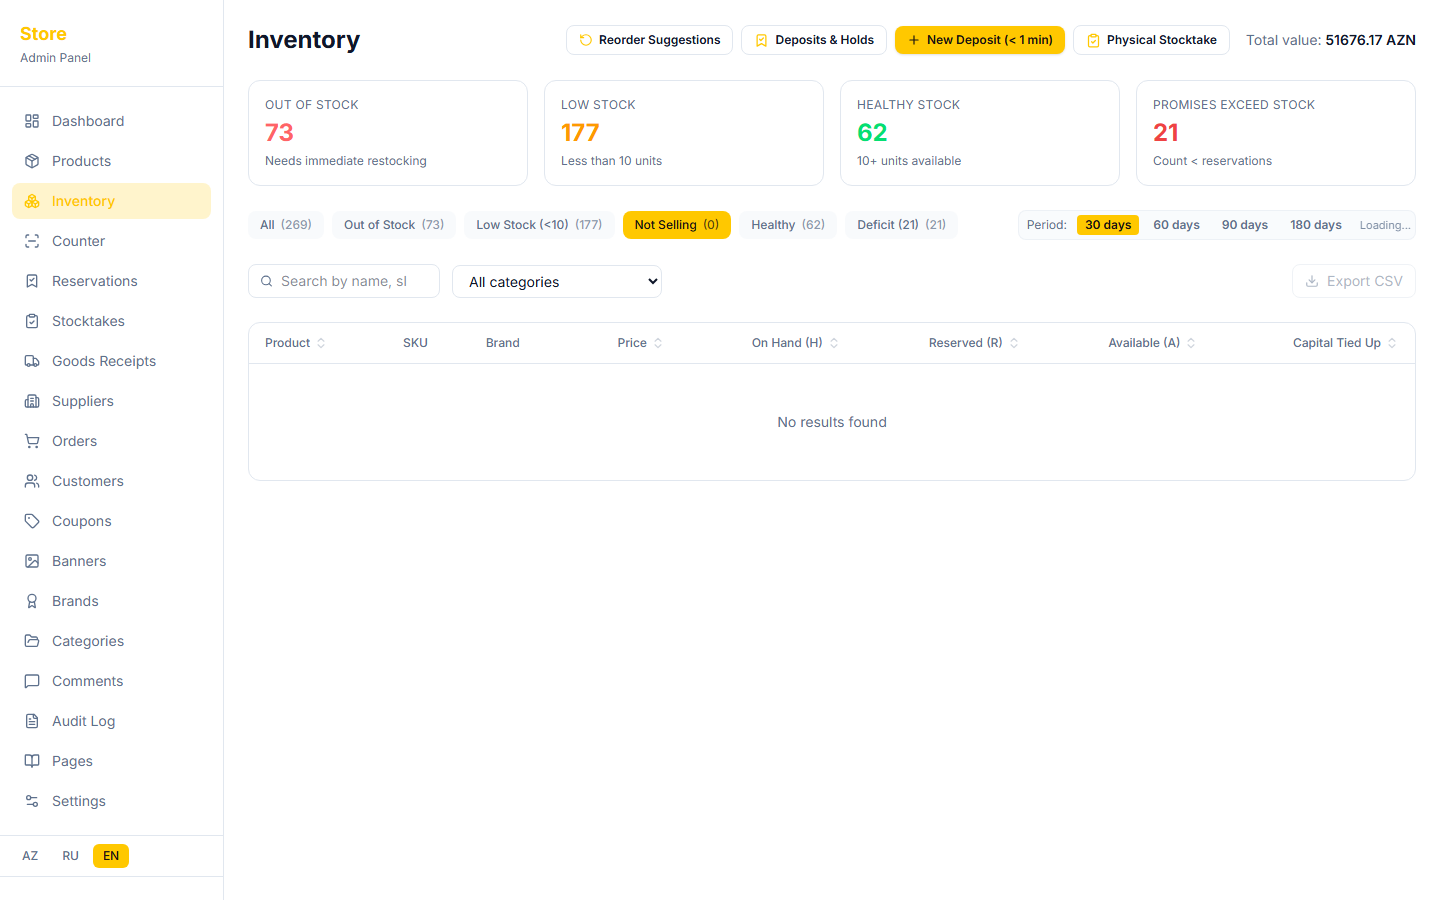 Store
Admin Panel
Dashboard
Products
Inventory
Counter
Reservations
Stocktakes
Goods Receipts
Suppliers
Orders
Customers
Coupons
Banners
Brands
Categories
Comments
Audit Log
Pages
Settings
AZ RU EN
Inventory
Reorder Suggestions Deposits & Holds New Deposit (< 1 min) Physical Stocktake Total value: 51676.17 AZN
OUT OF STOCK
73
Needs immediate restocking
LOW STOCK
177
Less than 10 units
HEALTHY STOCK
62
10+ units available
PROMISES EXCEED STOCK
21
Count < reservations
All (269) Out of Stock (73) Low Stock (<10) (177) Not Selling (0) Healthy (62) Deficit (21) (21) Period: 30 days 60 days 90 days 180 days Loading...
Search by name, sl All categories Export CSV
Product SKU Brand Price On Hand (H) Reserved (R) Available (A) Capital Tied Up
No results found